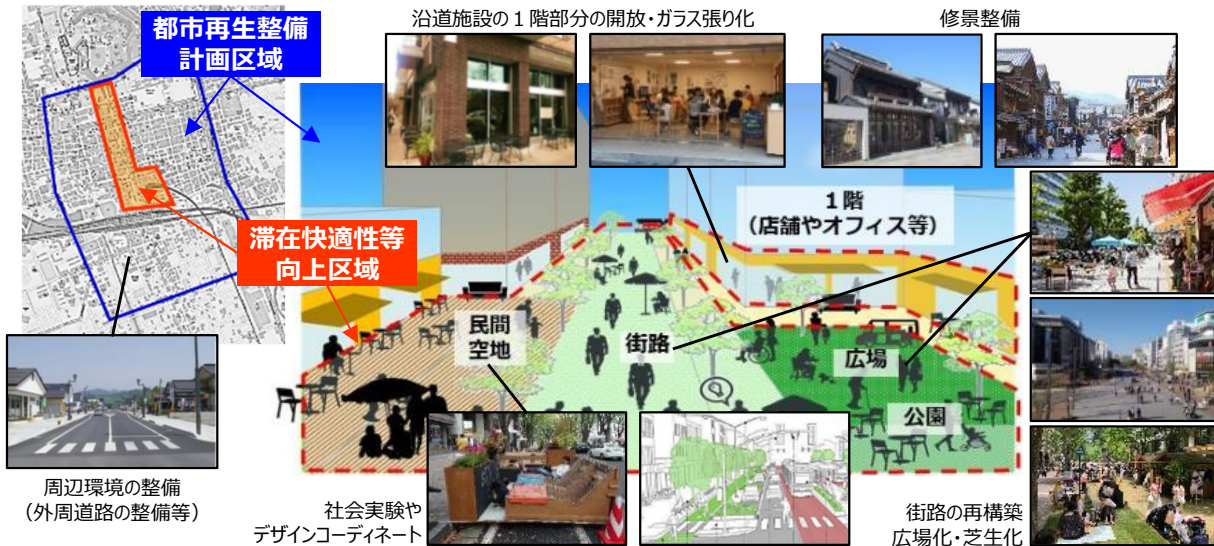 沿道施設の１階部分の開放・ガラス張り化
修景整備
都市再生整備
計画区域
滞在快適性等
向上区域
１階
（店舗やオフィス等）
民間
空地
街路
広場
公園
周辺環境の整備
（外周道路の整備等）
社会実験や
デザインコーディネート
街路の再構築
広場化・芝生化